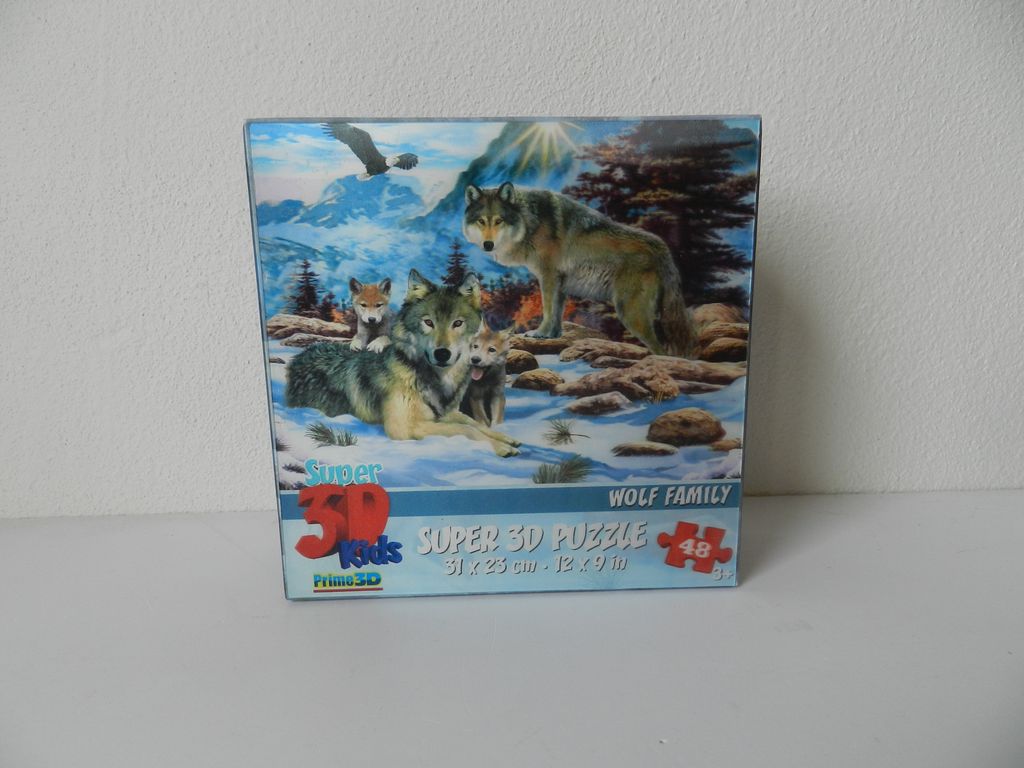 WOLF FAMILY
Super
3D
Kids
Prime3D
SUPER 3D PUZZLE
31 x 23 cm - 12 x 9 in
48
3+